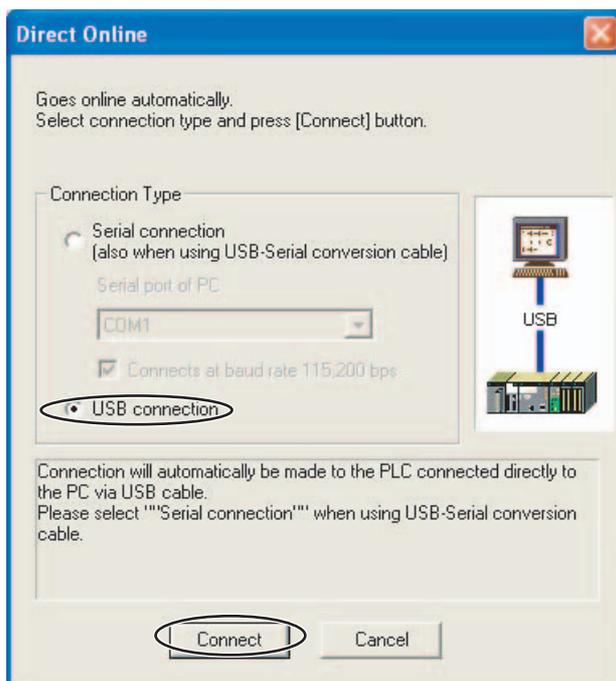 Direct Online
Goes online automatically.
Select connection type and press [Connect] button.
Connection Type
Serial connection
(also when using USB-Serial conversion cable)
Serial port of PC
COM1
Connects at baud rate 115,200 bps
USB connection
USB
Connection will automatically be made to the PLC connected directly to
the PC via USB cable.
Please select ""Serial connection"" when using USB-Serial conversion
cable.
Connect
Cancel